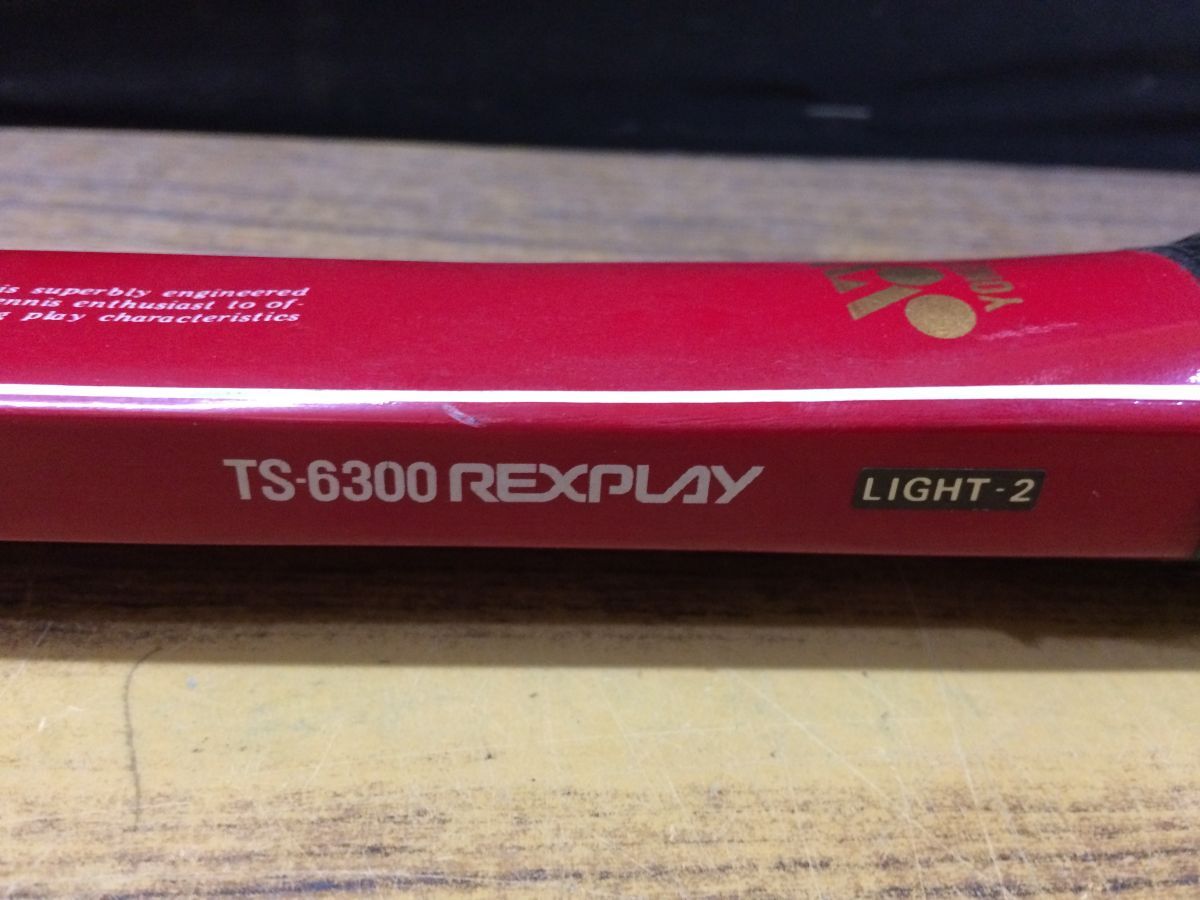 is superbly engineered
ennis enthusiast to of-
g play characteristics
TS-6300 REXPLAY
LIGHT-2